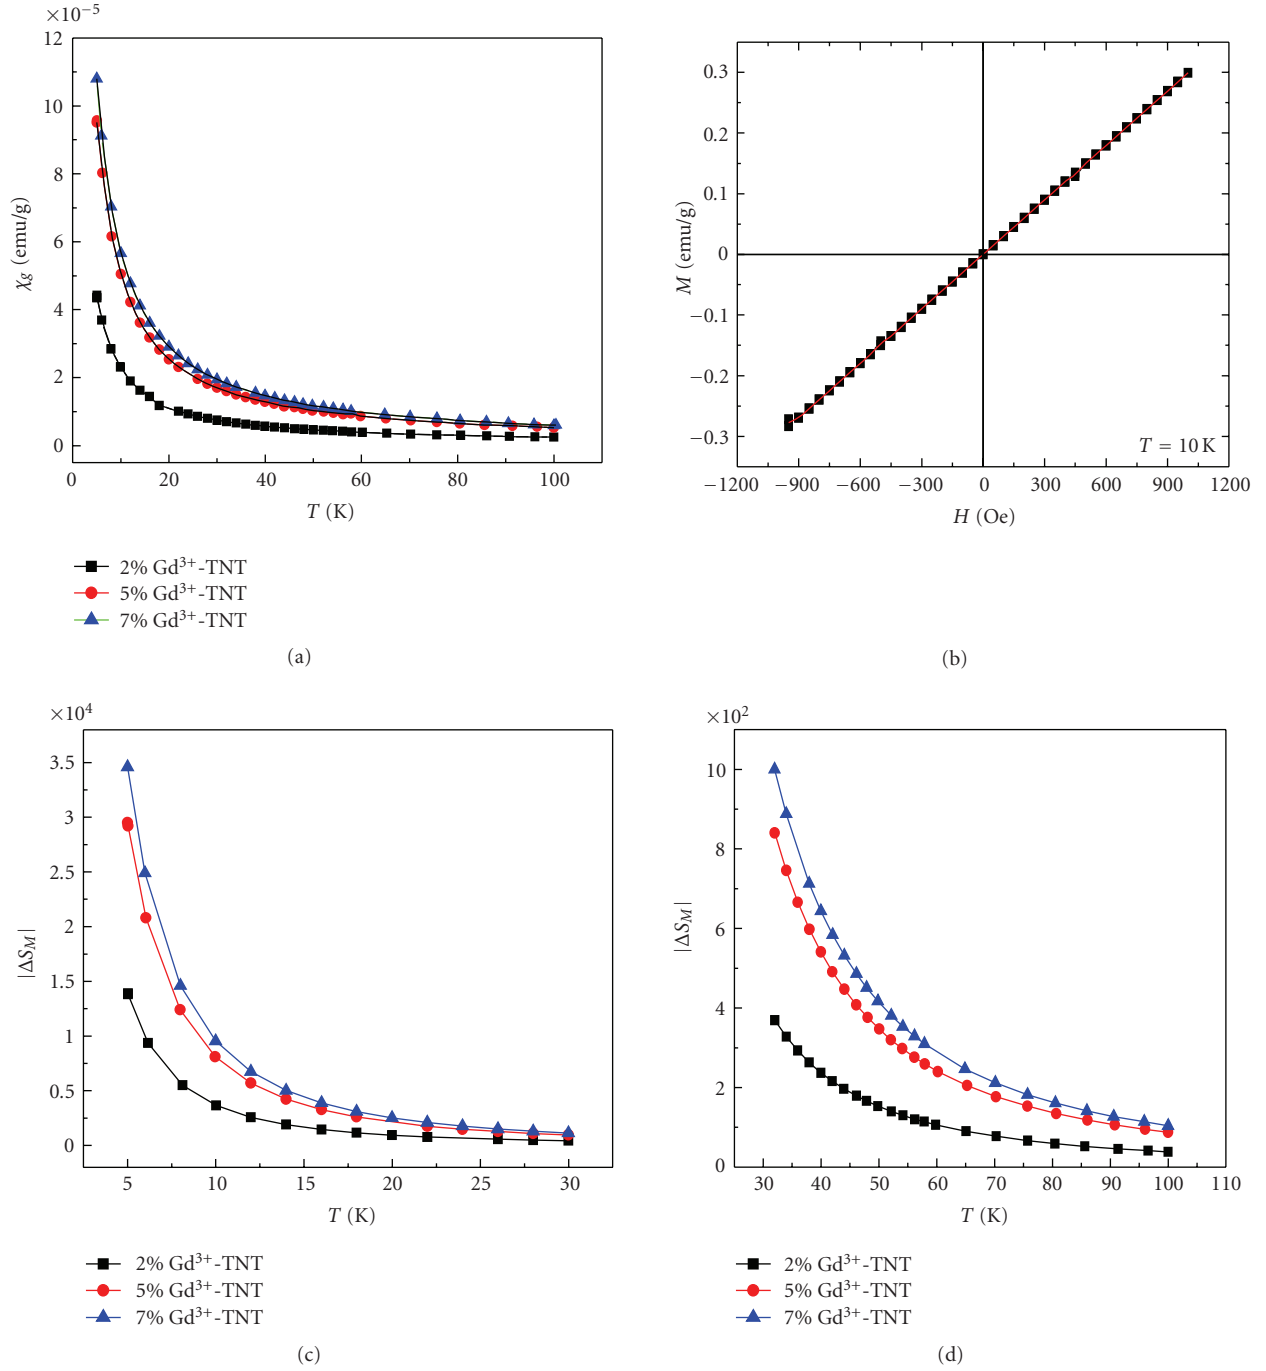 ×10⁻⁵
12
10
8
6
4
2
0
χg (emu/g)
0 20 40 60 80 100
T (K)
2% Gd³⁺-TNT
5% Gd³⁺-TNT
7% Gd³⁺-TNT
(a)
0.3
0.2
0.1
0
−0.1
−0.2
−0.3
M (emu/g)
T = 10 K
−1200 −900 −600 −300 0 300 600 900 1200
H (Oe)
(b)
×10⁴
3.5
3
2.5
2
1.5
1
0.5
0
|ΔSM|
5 10 15 20 25 30
T (K)
2% Gd³⁺-TNT
5% Gd³⁺-TNT
7% Gd³⁺-TNT
(c)
×10²
10
8
6
4
2
0
|ΔSM|
30 40 50 60 70 80 90 100 110
T (K)
2% Gd³⁺-TNT
5% Gd³⁺-TNT
7% Gd³⁺-TNT
(d)